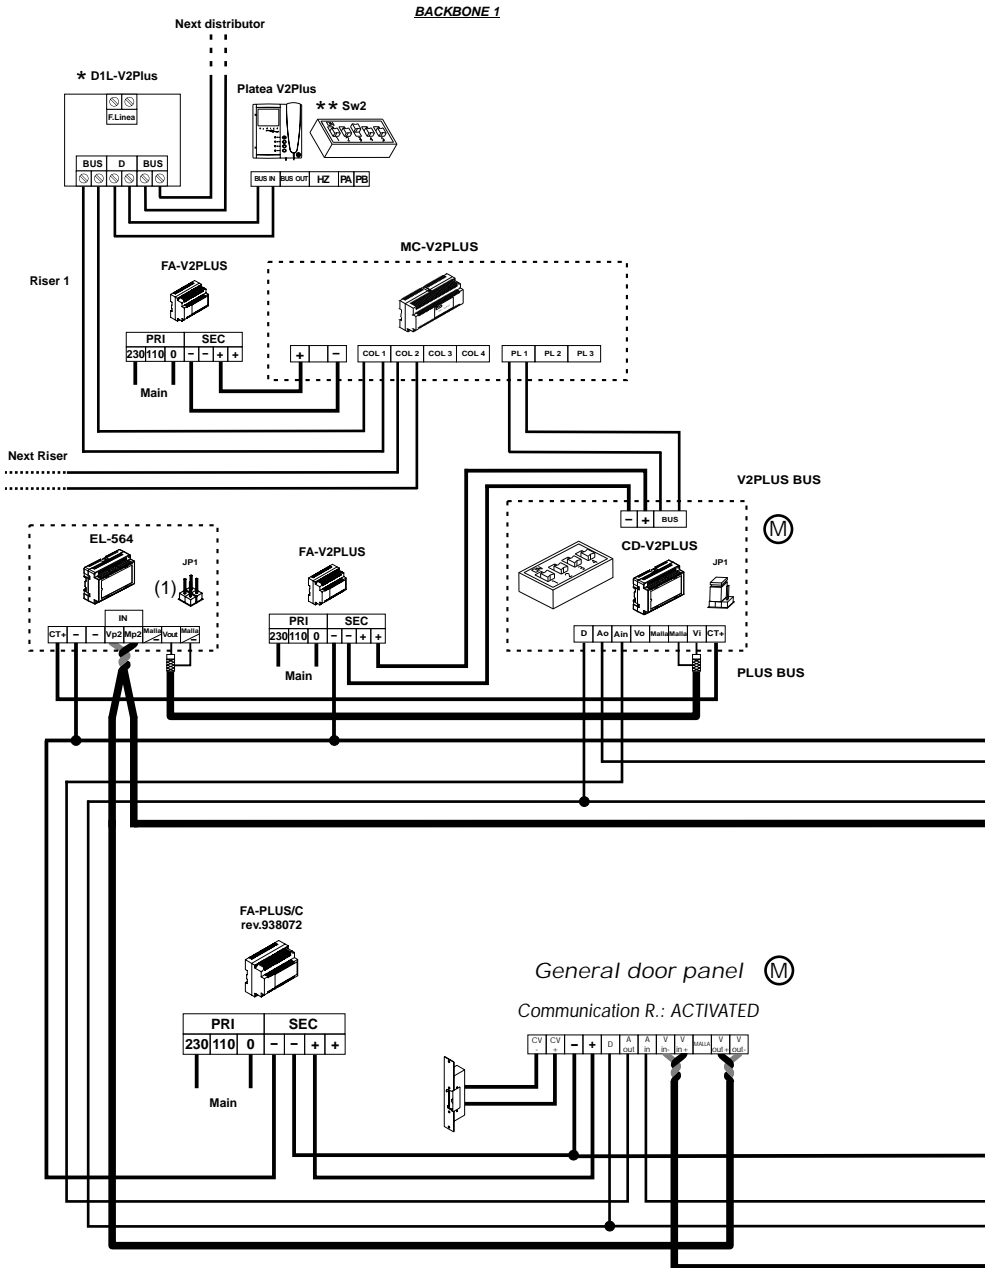 BACKBONE 1
Next distributor
* D1L-V2Plus
F.Linea
BUS D BUS
Platea V2Plus
** Sw2
BUS IN BUS OUT HZ PA PB
Riser 1
FA-V2PLUS
PRI SEC
230 110 0 − − + +
Main
MC-V2PLUS
+ −
COL 1 COL 2 COL 3 COL 4
PL 1 PL 2 PL 3
Next Riser
V2PLUS BUS
M
EL-564
JP1
(1)
IN
CT+ − − Vp2 Mp2 Malla − Vout Malla −
FA-V2PLUS
PRI SEC
230 110 0 − − + +
Main
− + BUS
CD-V2PLUS
JP1
D Ao Ain Vo Malla Malla Vi CT+
PLUS BUS
FA-PLUS/C
rev.938072
PRI SEC
230 110 0 − − + +
Main
General door panel M
Communication R.: ACTIVATED
CV - CV + − + D A out A in V in- V in+ MALLA V out+ V out-